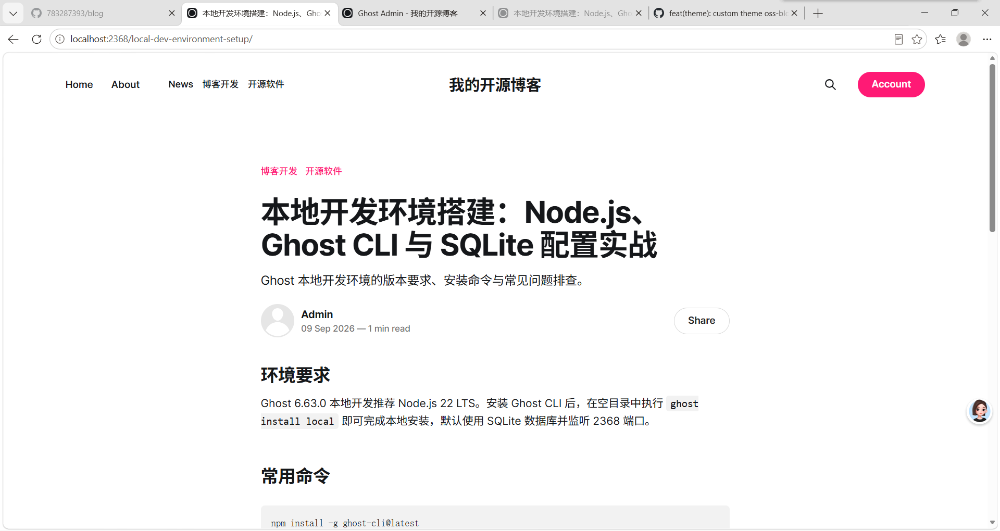 783287393/blog
本地开发环境搭建：Node.js、Gho
Ghost Admin - 我的开源博客
本地开发环境搭建：Node.js、Gho
feat(theme): custom theme oss-blo
localhost:2368/local-dev-environment-setup/
Home About News 博客开发 开源软件
我的开源博客
Account
博客开发 开源软件
本地开发环境搭建：Node.js、
Ghost CLI 与 SQLite 配置实战
Ghost 本地开发环境的版本要求、安装命令与常见问题排查。
Admin
09 Sep 2026 — 1 min read
Share
环境要求
Ghost 6.63.0 本地开发推荐 Node.js 22 LTS。安装 Ghost CLI 后，在空目录中执行 ghost
install local 即可完成本地安装，默认使用 SQLite 数据库并监听 2368 端口。
常用命令
npm install -g ghost-cli@latest